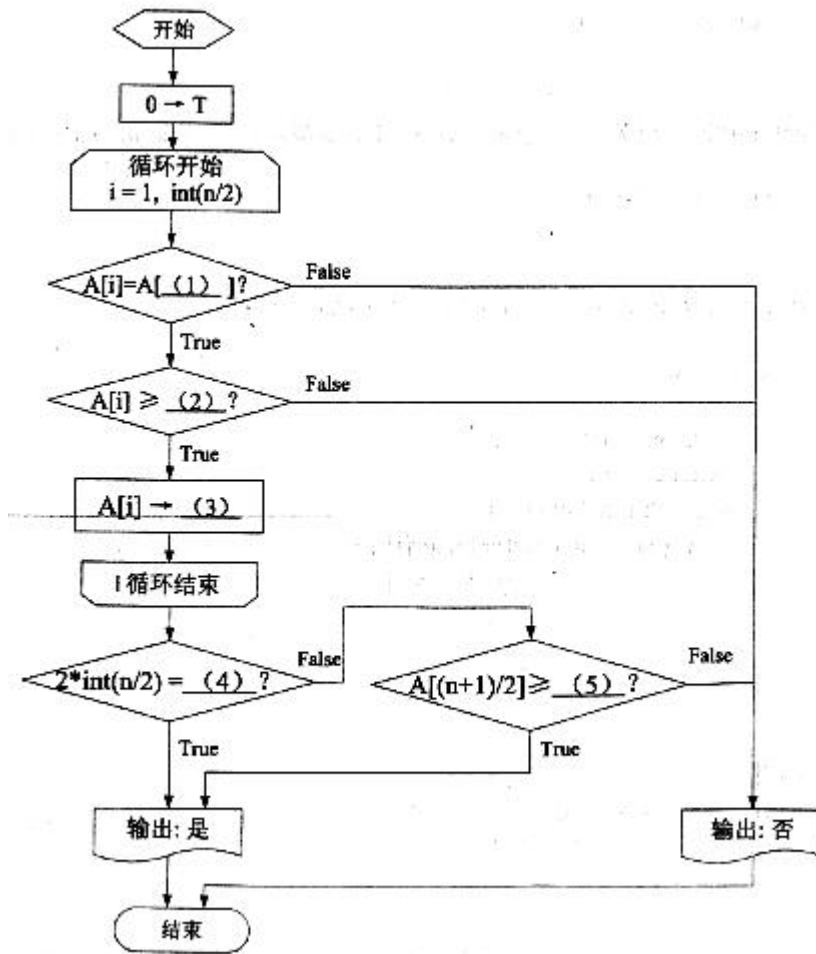 开始
0 → T
循环开始
i = 1, int(n/2)
A[i]=A[ (1) ]?
False
True
A[i] ≥ (2) ?
False
True
A[i] → (3)
i 循环结束
2*int(n/2) = (4) ?
False
A[(n+1)/2]≥ (5) ?
False
True
True
输出: 是
输出: 否
结束